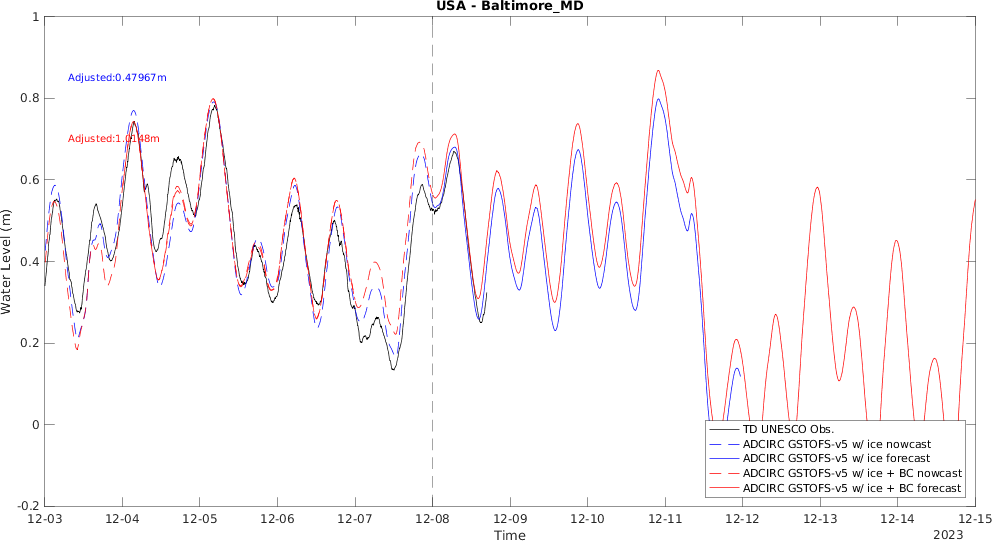 USA - Baltimore_MD
1
0.8
0.6
0.4
0.2
0
-0.2
Water Level (m)
Adjusted:0.47967m
TD UNESCO Obs.
ADCIRC GSTOFS-v5 w/ ice nowcast
ADCIRC GSTOFS-v5 w/ ice forecast
ADCIRC GSTOFS-v5 w/ ice + BC nowcast
ADCIRC GSTOFS-v5 w/ ice + BC forecast
12-03 12-04 12-05 12-06 12-07 12-08 12-09 12-10 12-11 12-12 12-13 12-14 12-15
Time
2023